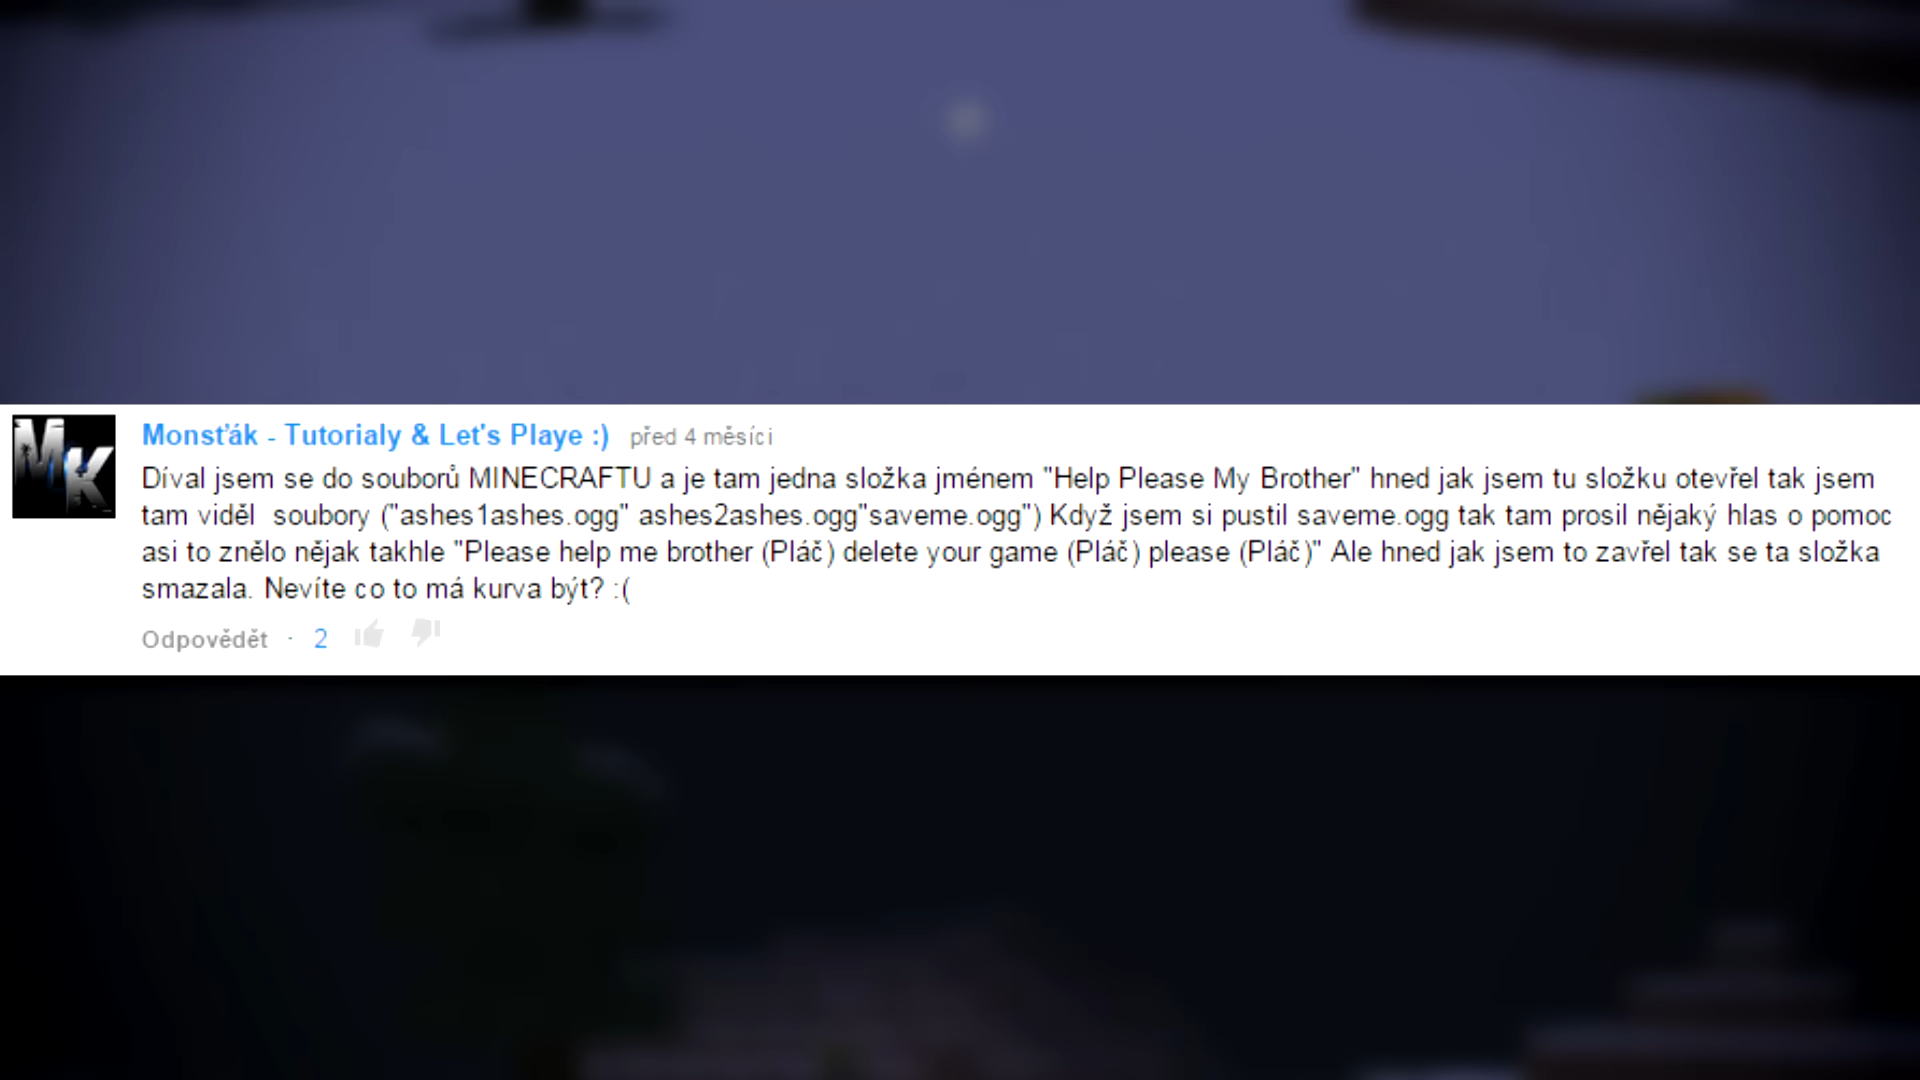 MK
Monsťák - Tutorialy & Let's Playe :) před 4 měsíci
Díval jsem se do souborů MINECRAFTU a je tam jedna složka jménem "Help Please My Brother" hned jak jsem tu složku otevřel tak jsem
tam viděl  soubory ("ashes1ashes.ogg" ashes2ashes.ogg"saveme.ogg") Když jsem si pustil saveme.ogg tak tam prosil nějaký hlas o pomoc
asi to znělo nějak takhle "Please help me brother (Pláč) delete your game (Pláč) please (Pláč)" Ale hned jak jsem to zavřel tak se ta složka
smazala. Nevíte co to má kurva být? :(
Odpovědět · 2